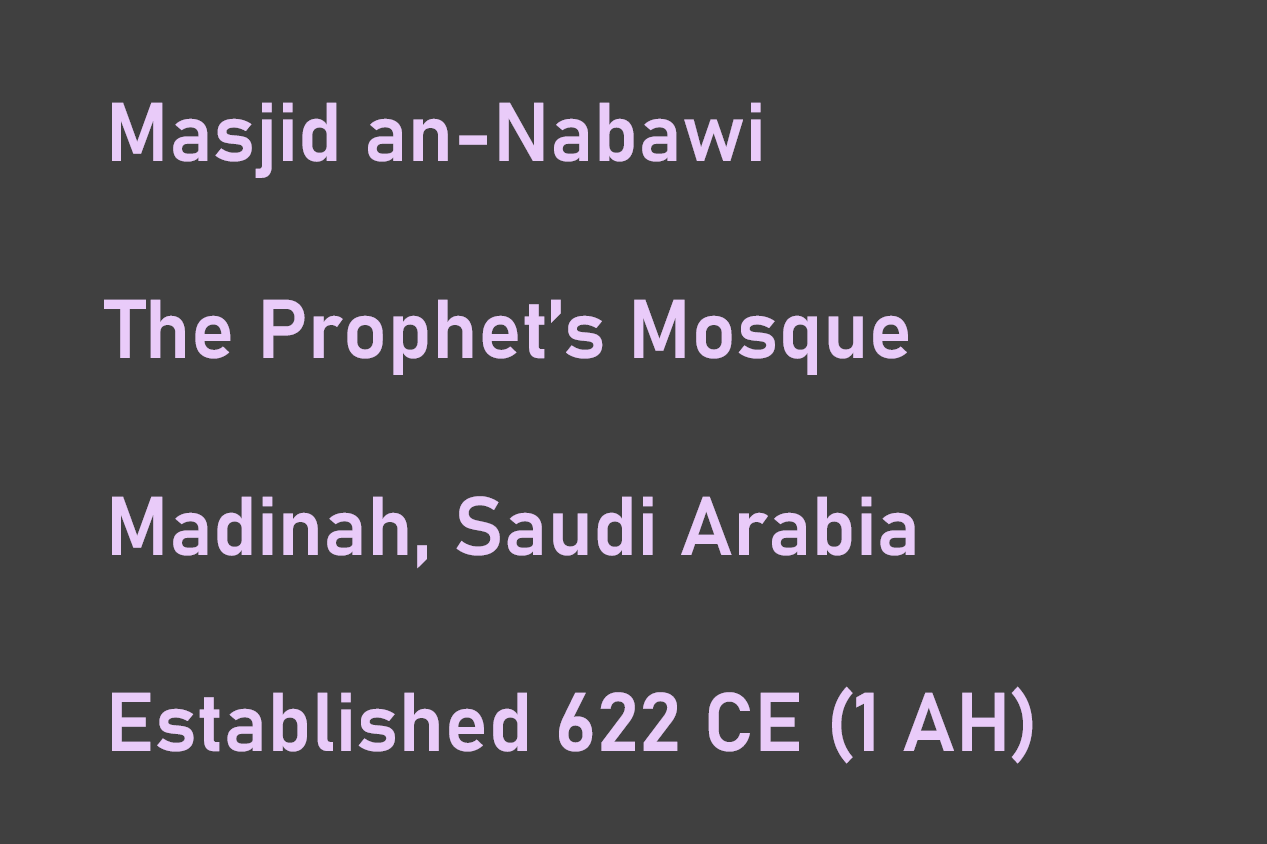 Masjid an-Nabawi
The Prophet’s Mosque
Madinah, Saudi Arabia
Established 622 CE (1 AH)